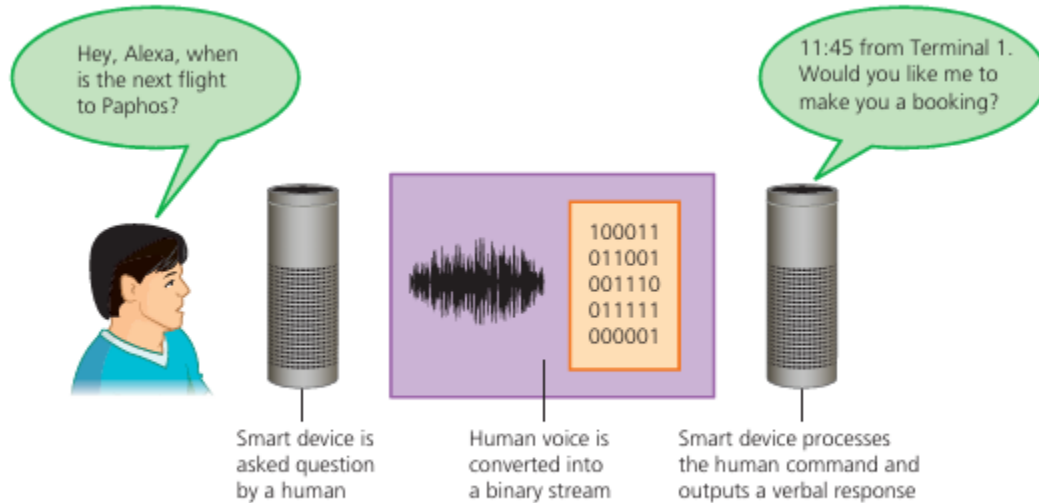 Hey, Alexa, when
is the next flight
to Paphos?
11:45 from Terminal 1.
Would you like me to
make you a booking?
100011
011001
001110
011111
000001
Smart device is
asked question
by a human
Human voice is
converted into
a binary stream
Smart device processes
the human command and
outputs a verbal response